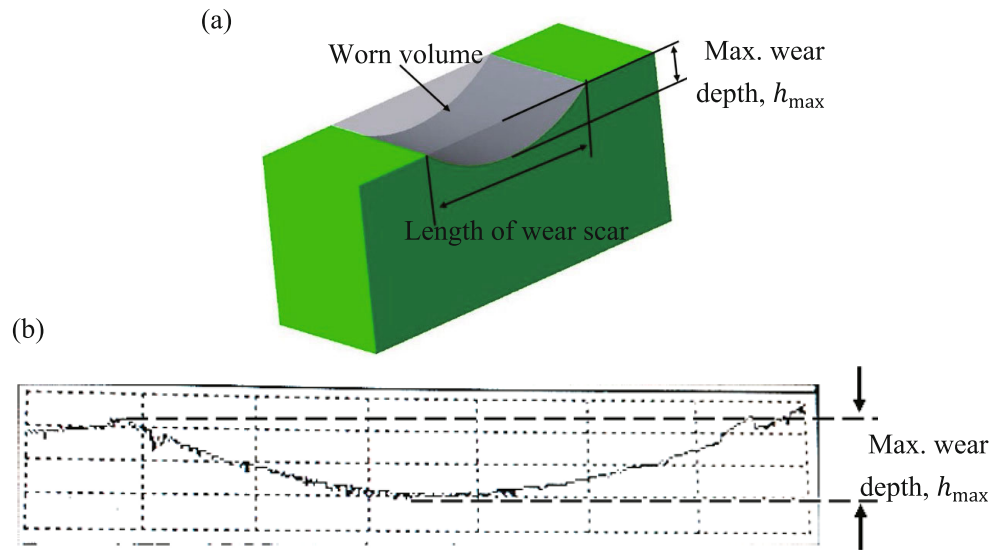 (a)
Worn volume
Max. wear
depth, hmax
Length of wear scar
(b)
Max. wear
depth, hmax